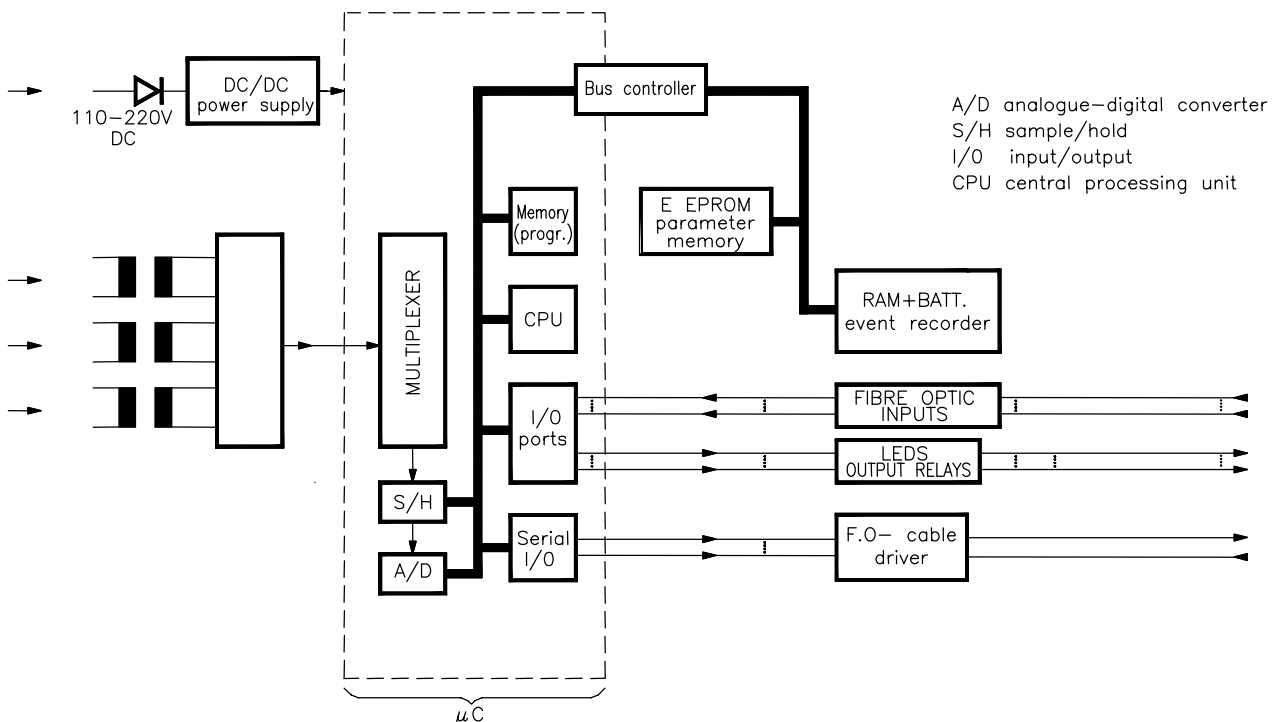 DC/DC
power supply
110-220V
DC
Bus controller
A/D analogue-digital converter
S/H sample/hold
I/O input/output
CPU central processing unit
Memory
(progr.)
E EPROM
parameter
memory
MULTIPLEXER
CPU
RAM+BATT.
event recorder
I/O
ports
FIBRE OPTIC
INPUTS
LEDS
OUTPUT RELAYS
S/H
A/D
Serial
I/O
F.O- cable
driver
μC